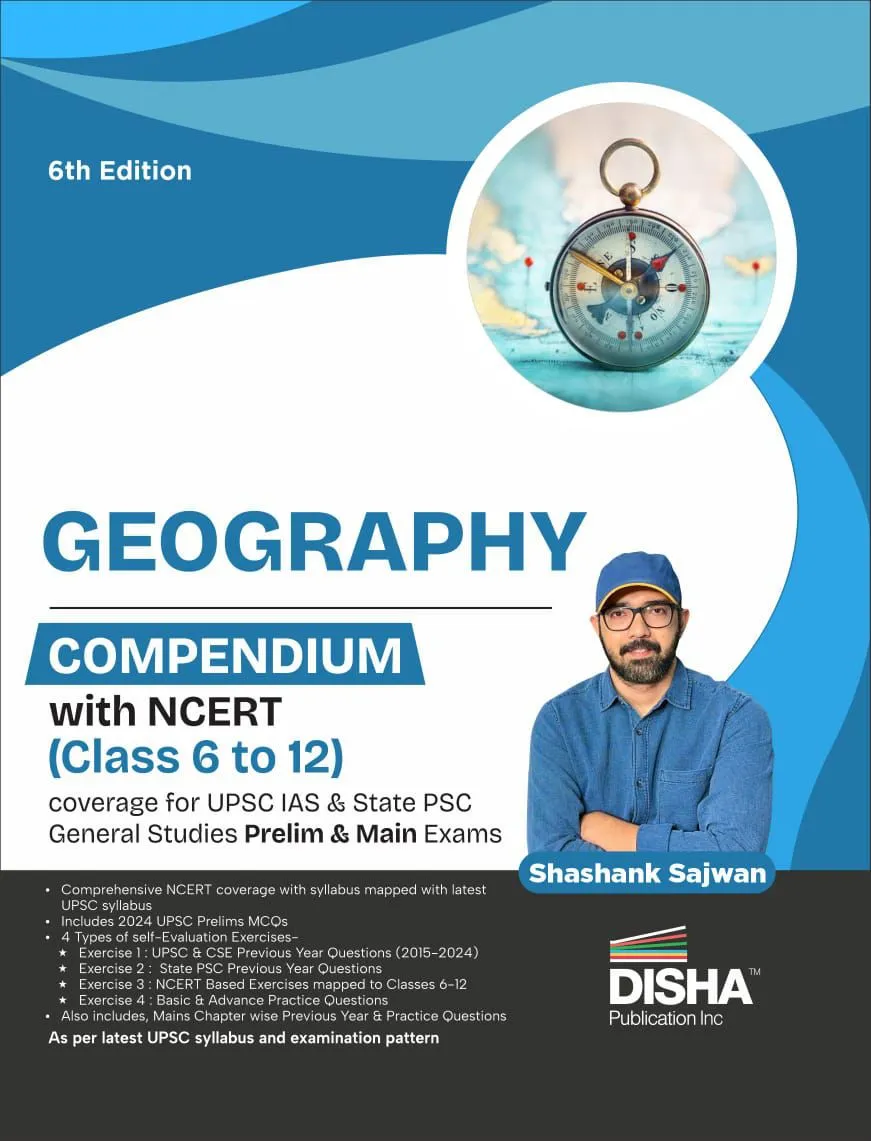 6th Edition
GEOGRAPHY
COMPENDIUM
with NCERT
(Class 6 to 12)
coverage for UPSC IAS & State PSC
General Studies Prelim & Main Exams
Shashank Sajwan
• Comprehensive NCERT coverage with syllabus mapped with latest
UPSC syllabus
• Includes 2024 UPSC Prelims MCQs
• 4 Types of self-Evaluation Exercises-
★ Exercise 1 : UPSC & CSE Previous Year Questions (2015-2024)
★ Exercise 2 : State PSC Previous Year Questions
★ Exercise 3 : NCERT Based Exercises mapped to Classes 6-12
★ Exercise 4 : Basic & Advance Practice Questions
• Also includes, Mains Chapter wise Previous Year & Practice Questions
As per latest UPSC syllabus and examination pattern
DISHA™
Publication Inc